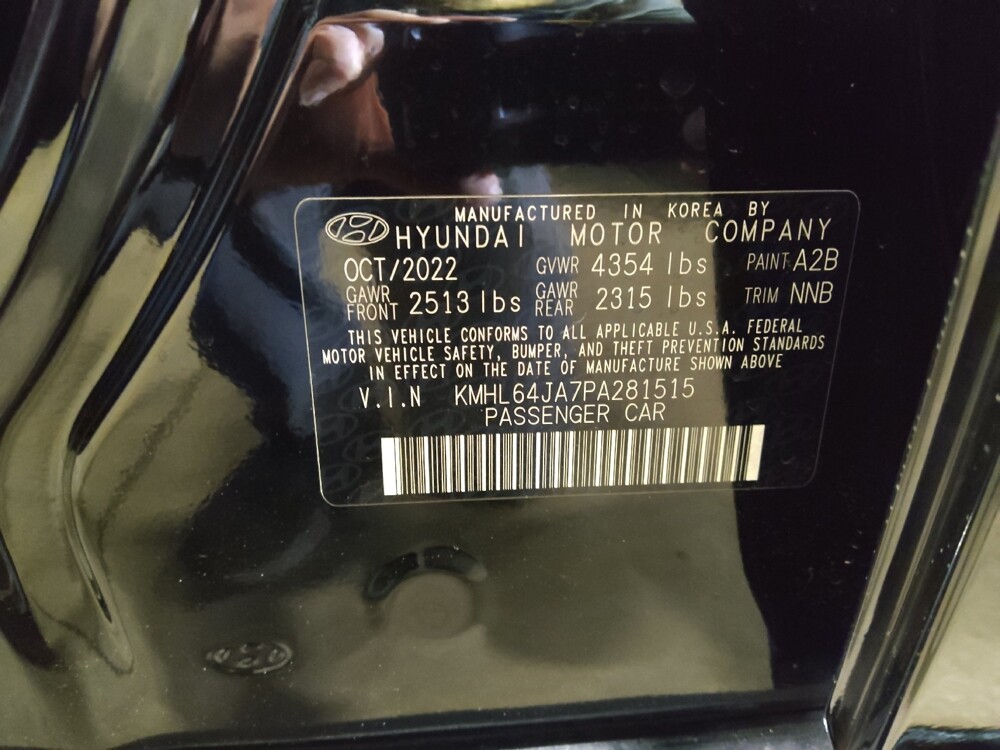 MANUFACTURED IN KOREA BY
HYUNDAI MOTOR COMPANY
OCT/2022 GVWR 4354 lbs PAINT A2B
GAWR FRONT 2513 lbs GAWR REAR 2315 lbs TRIM NNB
THIS VEHICLE CONFORMS TO ALL APPLICABLE U.S.A. FEDERAL
MOTOR VEHICLE SAFETY, BUMPER, AND THEFT PREVENTION STANDARDS
IN EFFECT ON THE DATE OF MANUFACTURE SHOWN ABOVE
V.I.N KMHL64JA7PA281515
PASSENGER CAR